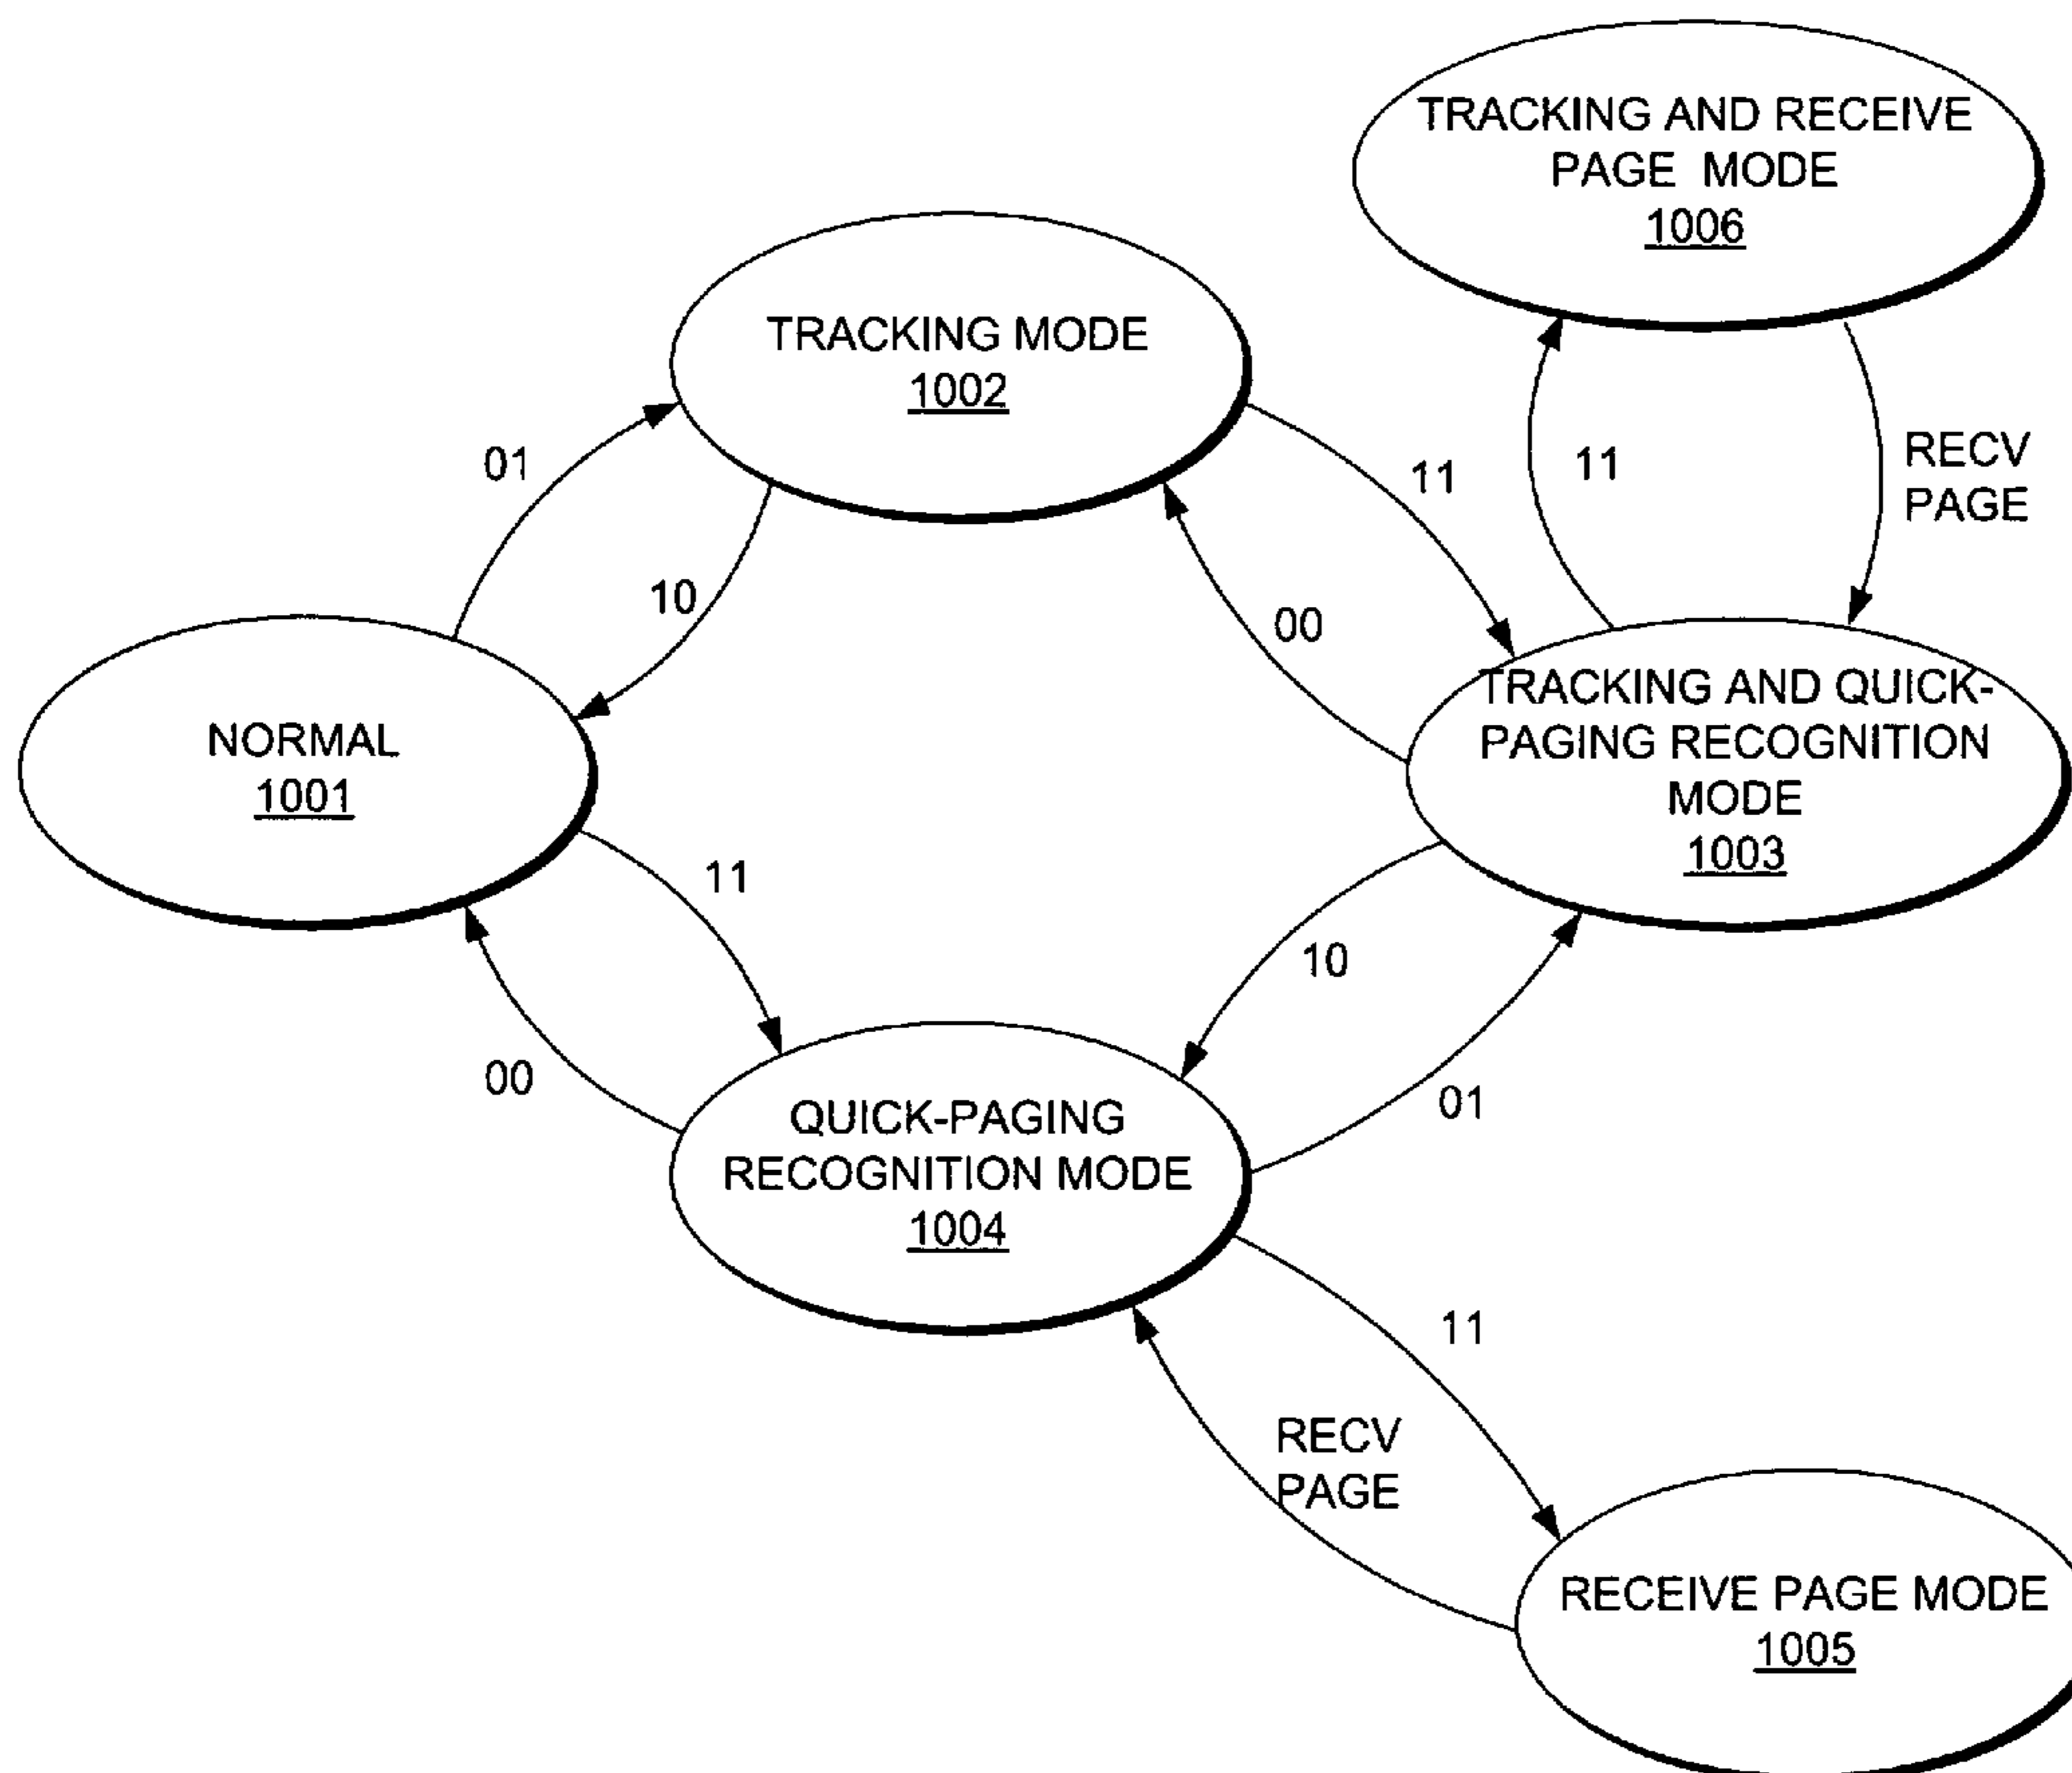 TRACKING AND RECEIVE
PAGE MODE
1006
TRACKING MODE
1002
01
11
11
RECV
PAGE
10
00
NORMAL
1001
TRACKING AND QUICK-
PAGING RECOGNITION
MODE
1003
11
10
00
01
QUICK-PAGING
RECOGNITION MODE
1004
11
RECV
PAGE
RECEIVE PAGE MODE
1005